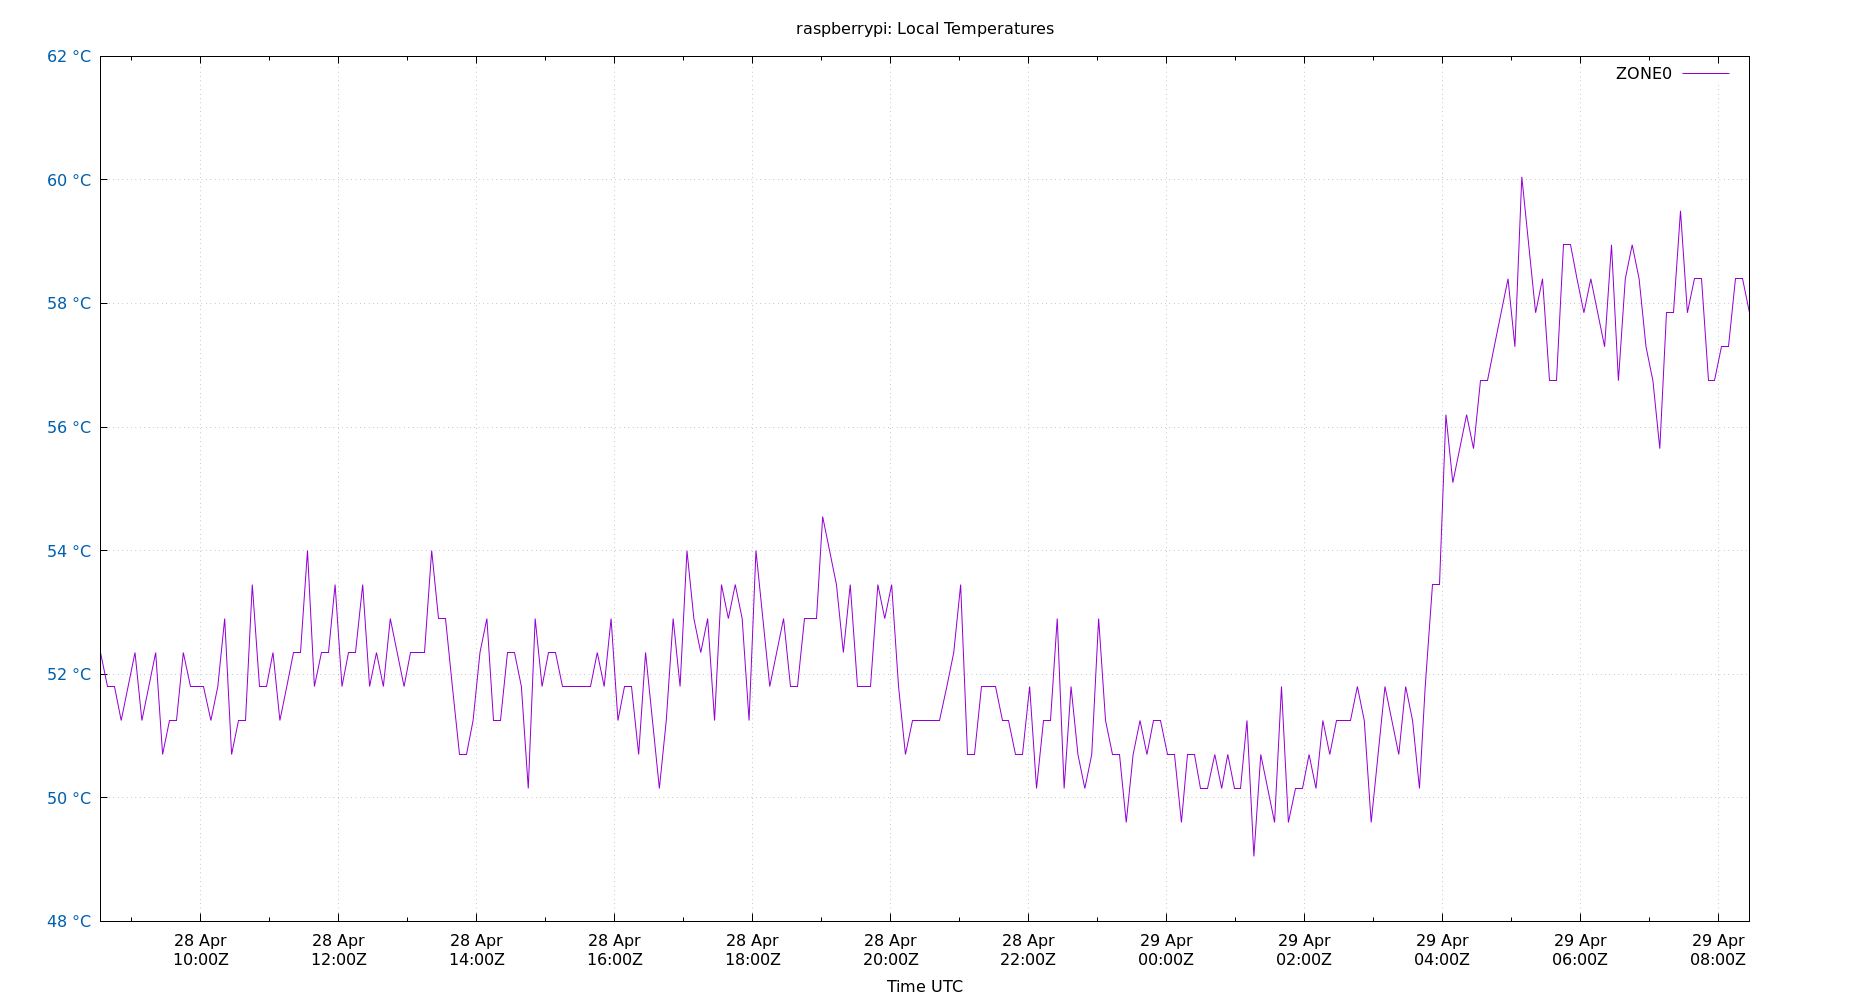 raspberrypi: Local Temperatures
ZONE0
62 °C
60 °C
58 °C
56 °C
54 °C
52 °C
50 °C
48 °C
28 Apr 28 Apr 28 Apr 28 Apr 28 Apr 28 Apr 28 Apr 29 Apr 29 Apr 29 Apr 29 Apr 29 Apr
10:00Z 12:00Z 14:00Z 16:00Z 18:00Z 20:00Z 22:00Z 00:00Z 02:00Z 04:00Z 06:00Z 08:00Z
Time UTC